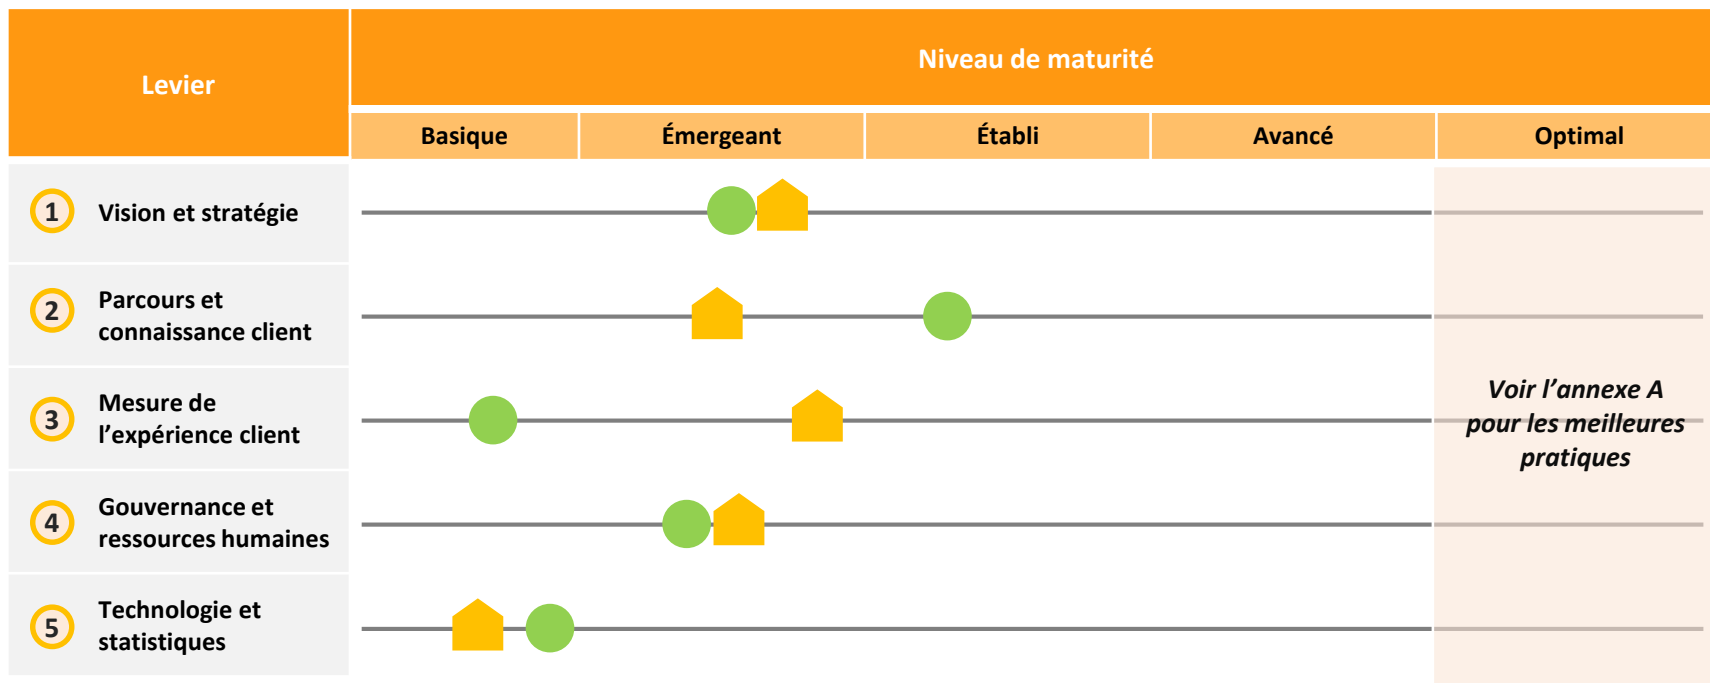 Levier
Niveau de maturité
Basique
Émergeant
Établi
Avancé
Optimal
1
Vision et stratégie
2
Parcours et
connaissance client
3
Mesure de
l’expérience client
4
Gouvernance et
ressources humaines
5
Technologie et
statistiques
Voir l’annexe A
pour les meilleures
pratiques